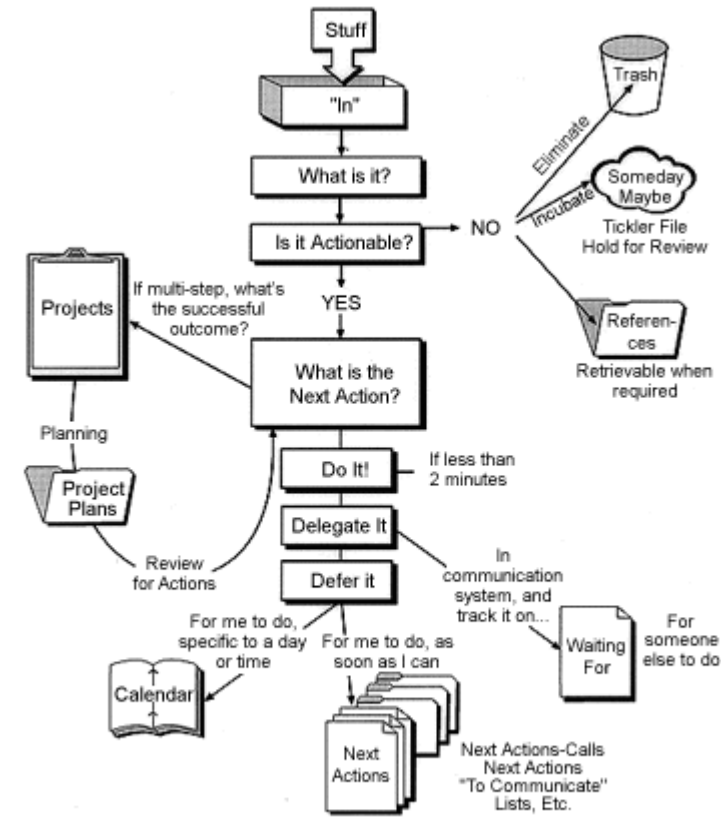 Stuff
"In"
What is it?
Is it Actionable?
NO
Eliminate
Trash
Incubate
Someday
Maybe
Tickler File
Hold for Review
Referen-
ces
Retrievable when
required
YES
If multi-step, what's
the successful
outcome?
Projects
Planning
Project
Plans
Review
for Actions
What is the
Next Action?
Do It!
If less than
2 minutes
Delegate It
In
communication
system, and
track it on...
Waiting
For
For
someone
else to do
Defer it
For me to do,
specific to a day
or time
Calendar
For me to do, as
soon as I can
Next
Actions
Next Actions-Calls
Next Actions
"To Communicate"
Lists, Etc.